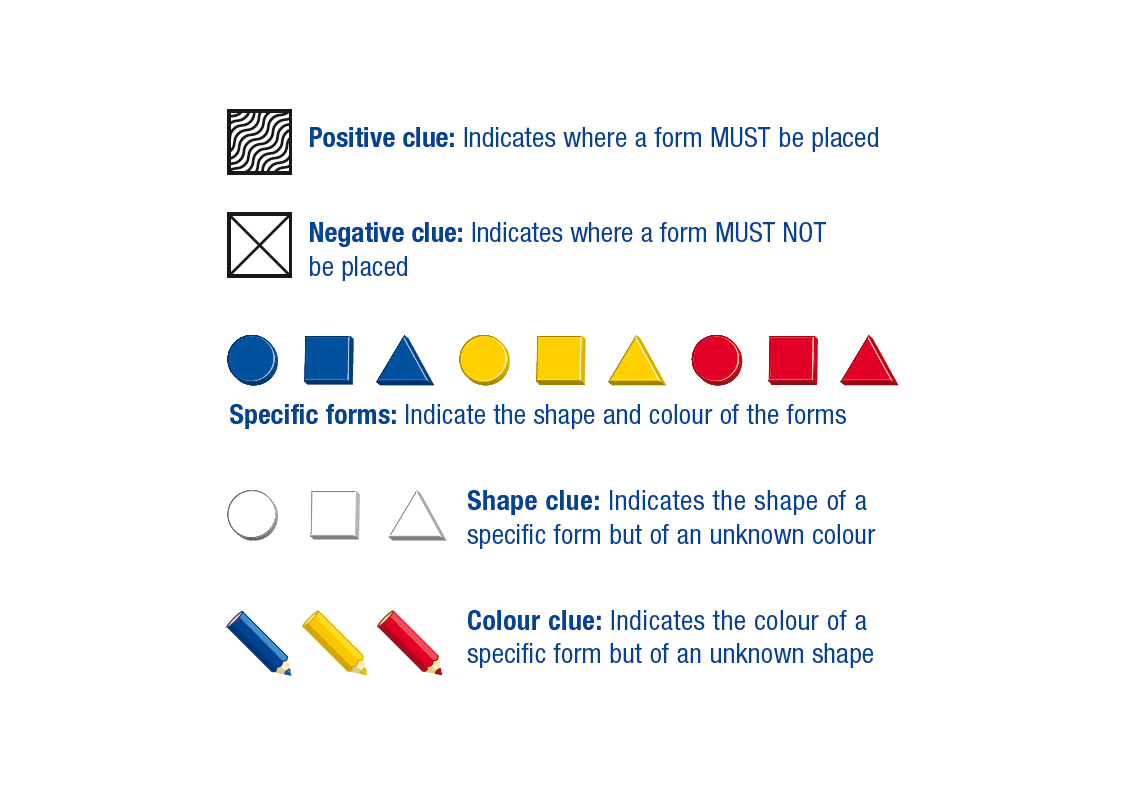 Positive clue: Indicates where a form MUST be placed
Negative clue: Indicates where a form MUST NOT
be placed
Specific forms: Indicate the shape and colour of the forms
Shape clue: Indicates the shape of a
specific form but of an unknown colour
Colour clue: Indicates the colour of a
specific form but of an unknown shape